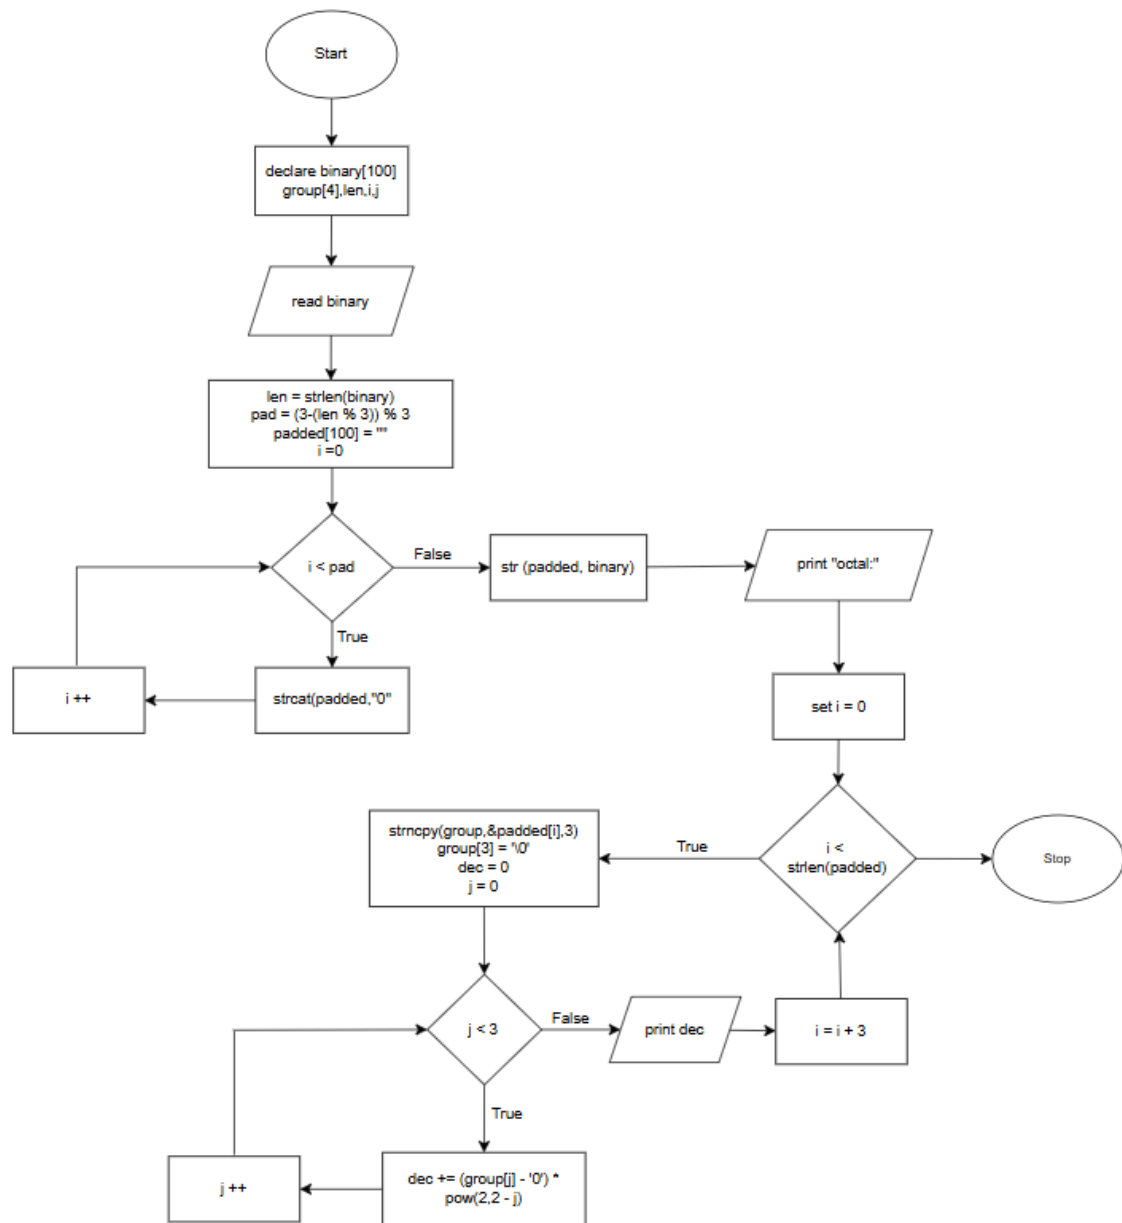 Start
declare binary[100]
group[4],len,i,j
read binary
len = strlen(binary)
pad = (3-(len % 3)) % 3
padded[100] = ""
i =0
i < pad
False
str (padded, binary)
print "octal:"
True
i ++
strcat(padded,"0"
set i = 0
i <
strlen(padded)
True
Stop
strncpy(group,&padded[i],3)
group[3] = '\0'
dec = 0
j = 0
j < 3
False
print dec
i = i + 3
True
j ++
dec += (group[j] - '0') *
pow(2,2 - j)